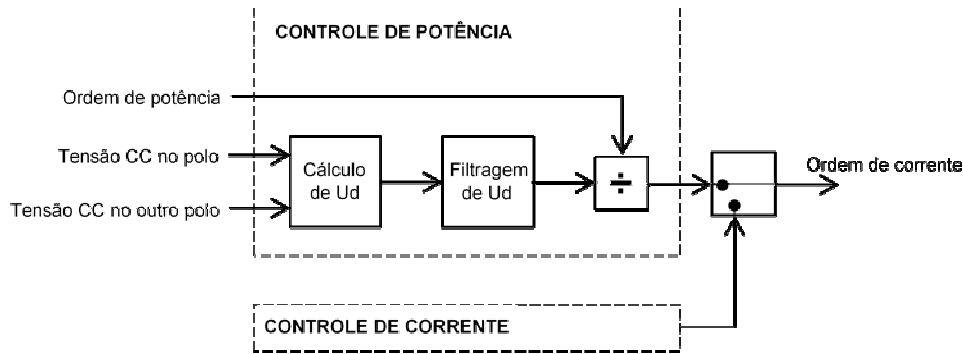 CONTROLE DE POTÊNCIA
Ordem de potência
Tensão CC no polo
Tensão CC no outro polo
Cálculo
de Ud
Filtragem
de Ud
÷
Ordem de corrente
CONTROLE DE CORRENTE